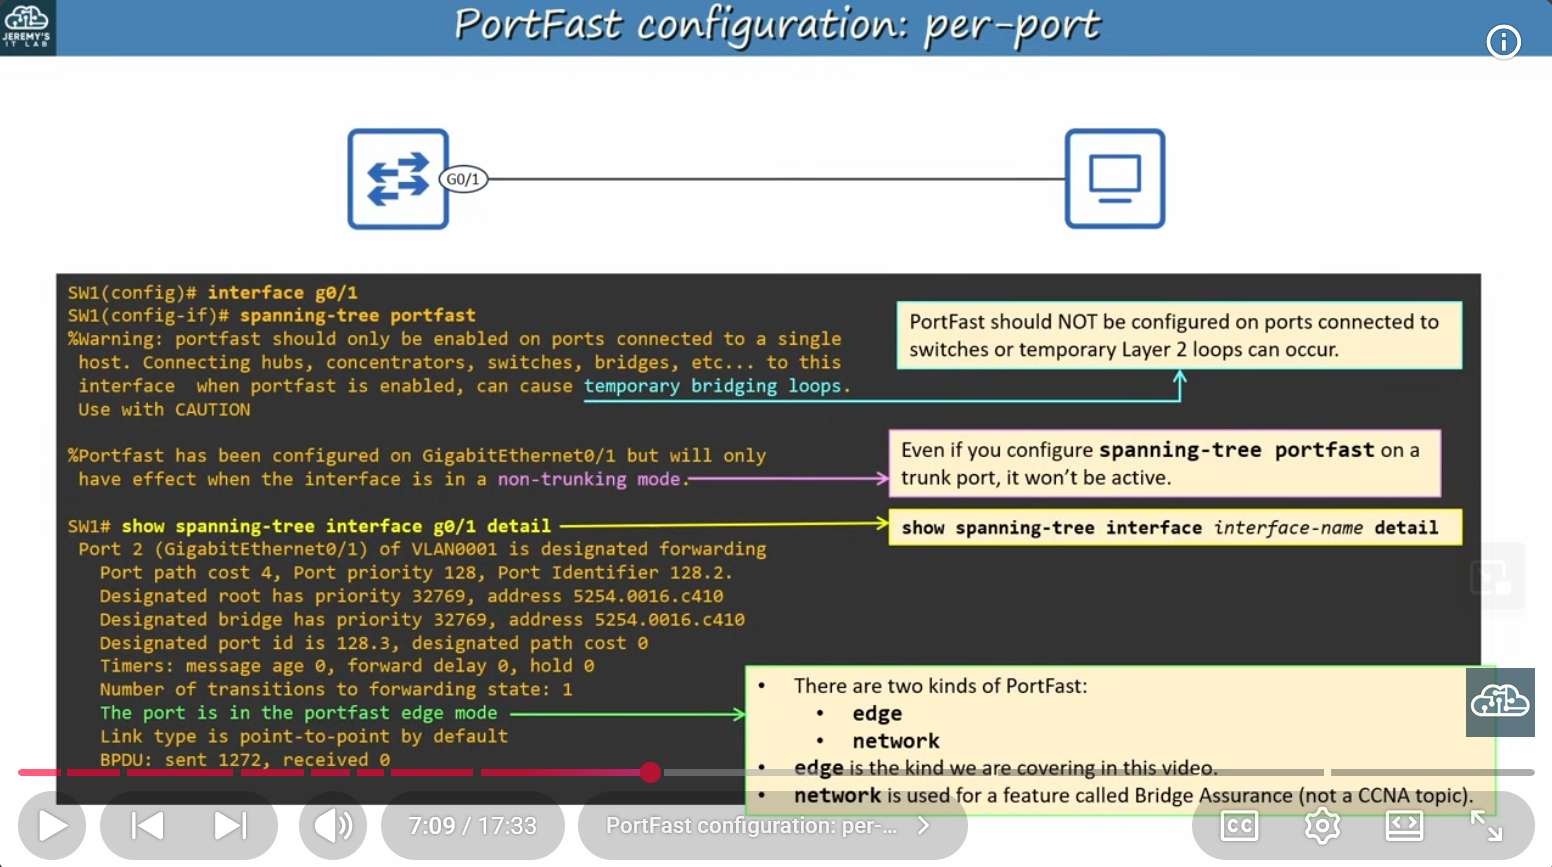 JEREMY'S
IT LAB
PortFast configuration: per-port
G0/1
SW1(config)# interface g0/1
SW1(config-if)# spanning-tree portfast
%Warning: portfast should only be enabled on ports connected to a single
host. Connecting hubs, concentrators, switches, bridges, etc... to this
interface when portfast is enabled, can cause temporary bridging loops.
Use with CAUTION
PortFast should NOT be configured on ports connected to
switches or temporary Layer 2 loops can occur.
%Portfast has been configured on GigabitEthernet0/1 but will only
have effect when the interface is in a non-trunking mode.
Even if you configure spanning-tree portfast on a
trunk port, it won't be active.
SW1# show spanning-tree interface g0/1 detail
show spanning-tree interface interface-name detail
Port 2 (GigabitEthernet0/1) of VLAN0001 is designated forwarding
Port path cost 4, Port priority 128, Port Identifier 128.2.
Designated root has priority 32769, address 5254.0016.c410
Designated bridge has priority 32769, address 5254.0016.c410
Designated port id is 128.3, designated path cost 0
Timers: message age 0, forward delay 0, hold 0
Number of transitions to forwarding state: 1
The port is in the portfast edge mode
Link type is point-to-point by default
BPDU: sent 1272, received 0
• There are two kinds of PortFast:
• edge
• network
• edge is the kind we are covering in this video.
• network is used for a feature called Bridge Assurance (not a CCNA topic).
7:09 / 17:33
PortFast configuration: per-...
CC